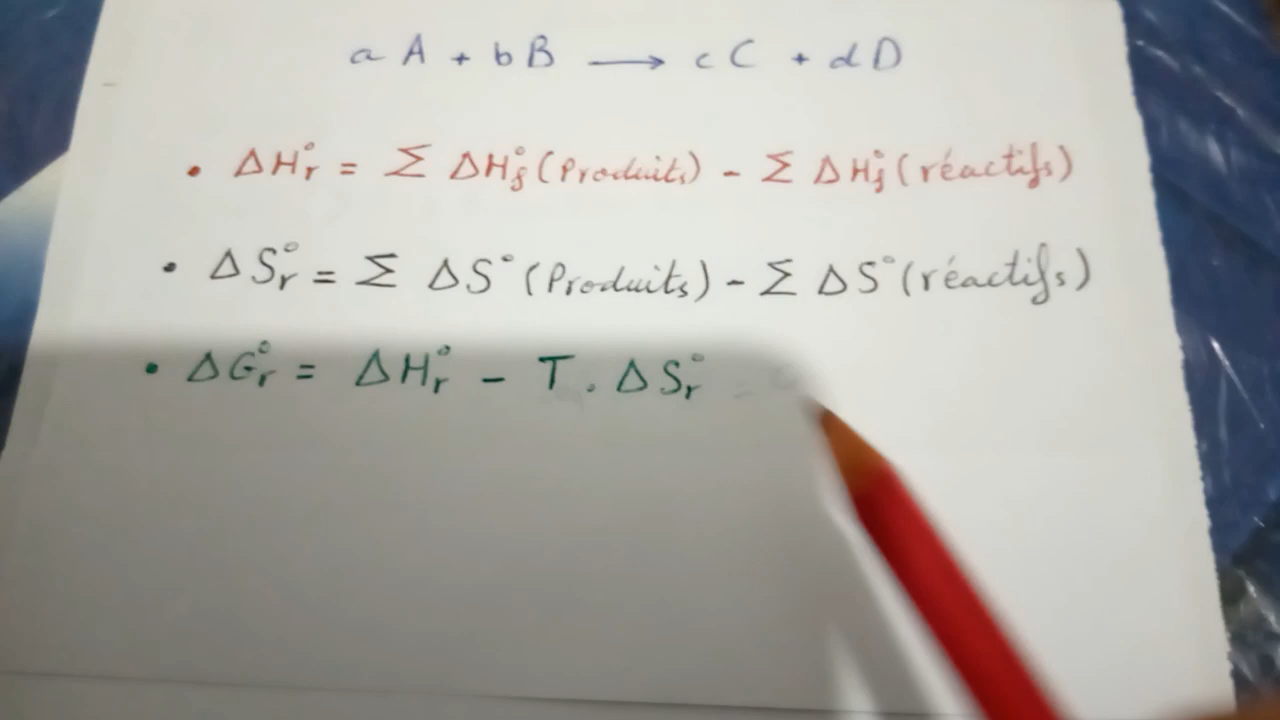 a A + b B ⟶ c C + d D
• ΔH°r = Σ ΔH°f (Produits) - Σ ΔH°f (réactifs)
• ΔS°r = Σ ΔS° (Produits) - Σ ΔS° (réactifs)
• ΔG°r = ΔH°r - T . ΔS°r